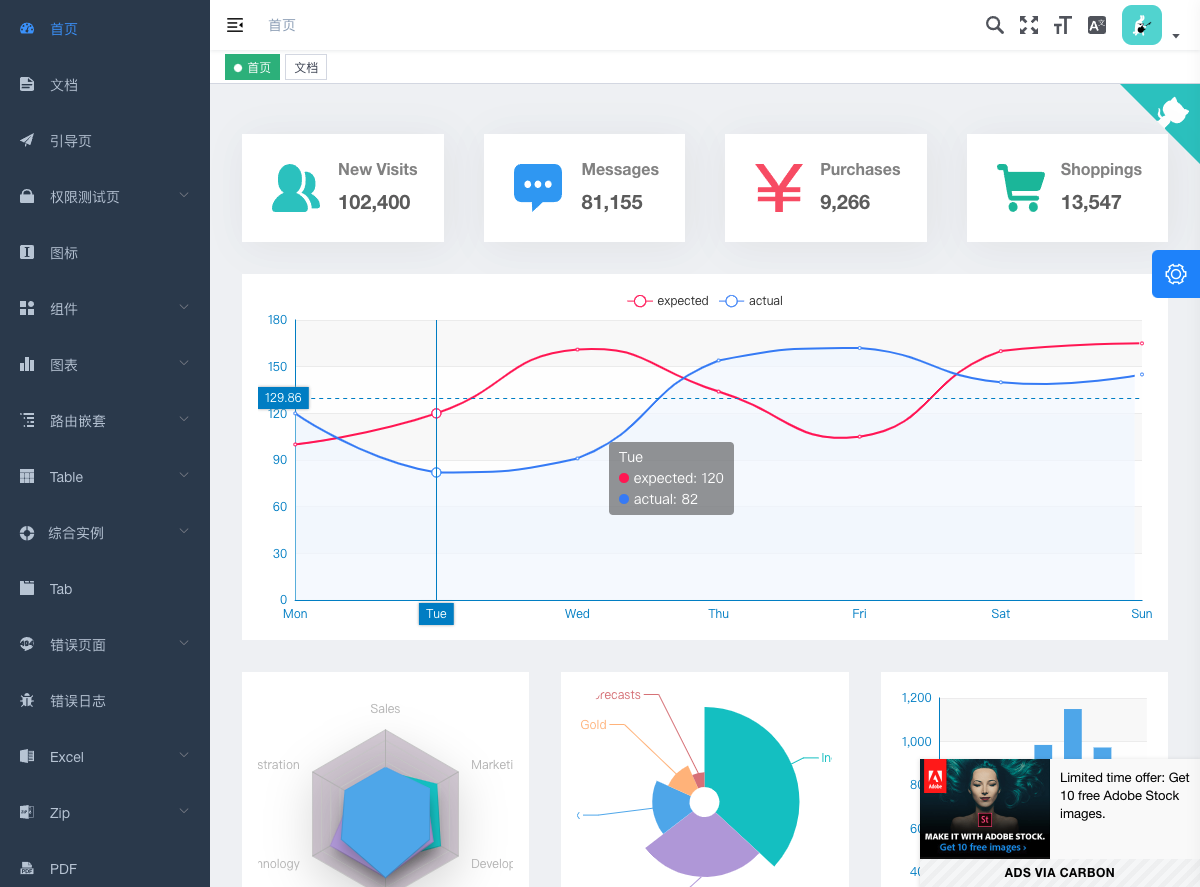 首页
文档
引导页
权限测试页
图标
组件
图表
路由嵌套
Table
综合实例
Tab
错误页面
错误日志
Excel
Zip
PDF
首页
首页
文档
New Visits
102,400
Messages
81,155
Purchases
9,266
Shoppings
13,547
expected
actual
180
150
129.86
120
90
60
30
0
Mon
Tue
Wed
Thu
Fri
Sat
Sun
Tue
expected: 120
actual: 82
Sales
Marketi
Develop
hnology
stration
recasts
Gold
In
1,200
1,000
Adobe
St
MAKE IT WITH ADOBE STOCK.
Get 10 free images ›
Limited time offer: Get
10 free Adobe Stock
images.
ADS VIA CARBON